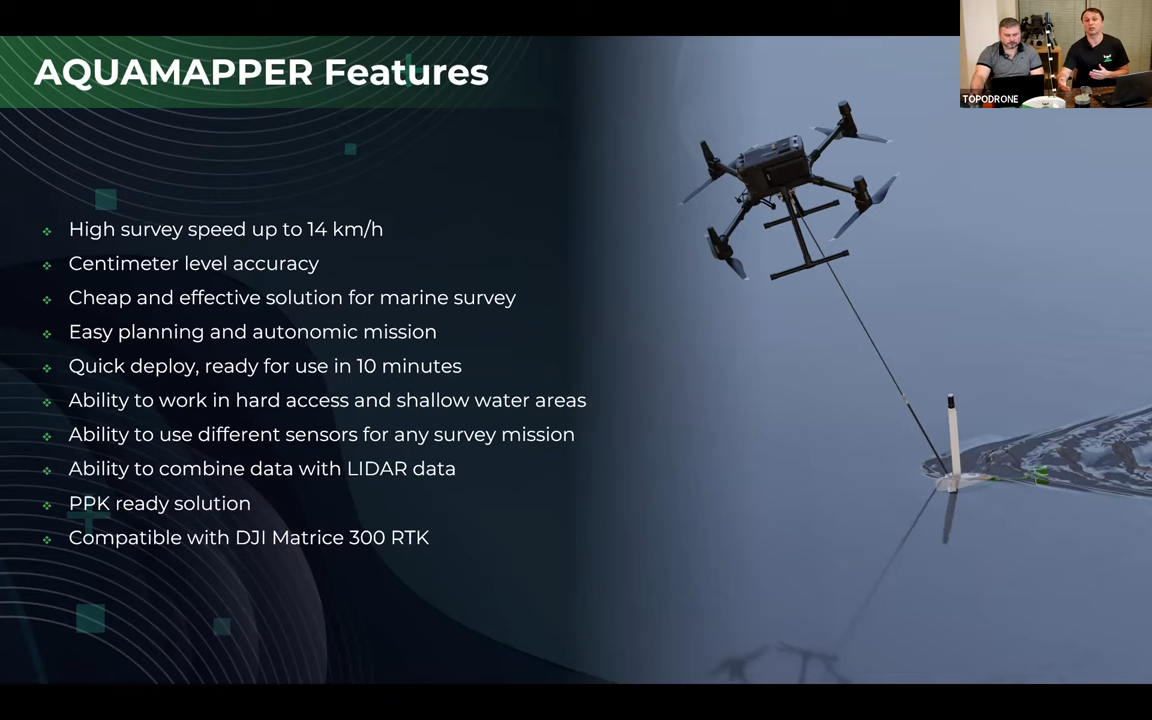 AQUAMAPPER Features
TOPODRONE
High survey speed up to 14 km/h
Centimeter level accuracy
Cheap and effective solution for marine survey
Easy planning and autonomic mission
Quick deploy, ready for use in 10 minutes
Ability to work in hard access and shallow water areas
Ability to use different sensors for any survey mission
Ability to combine data with LIDAR data
PPK ready solution
Compatible with DJI Matrice 300 RTK